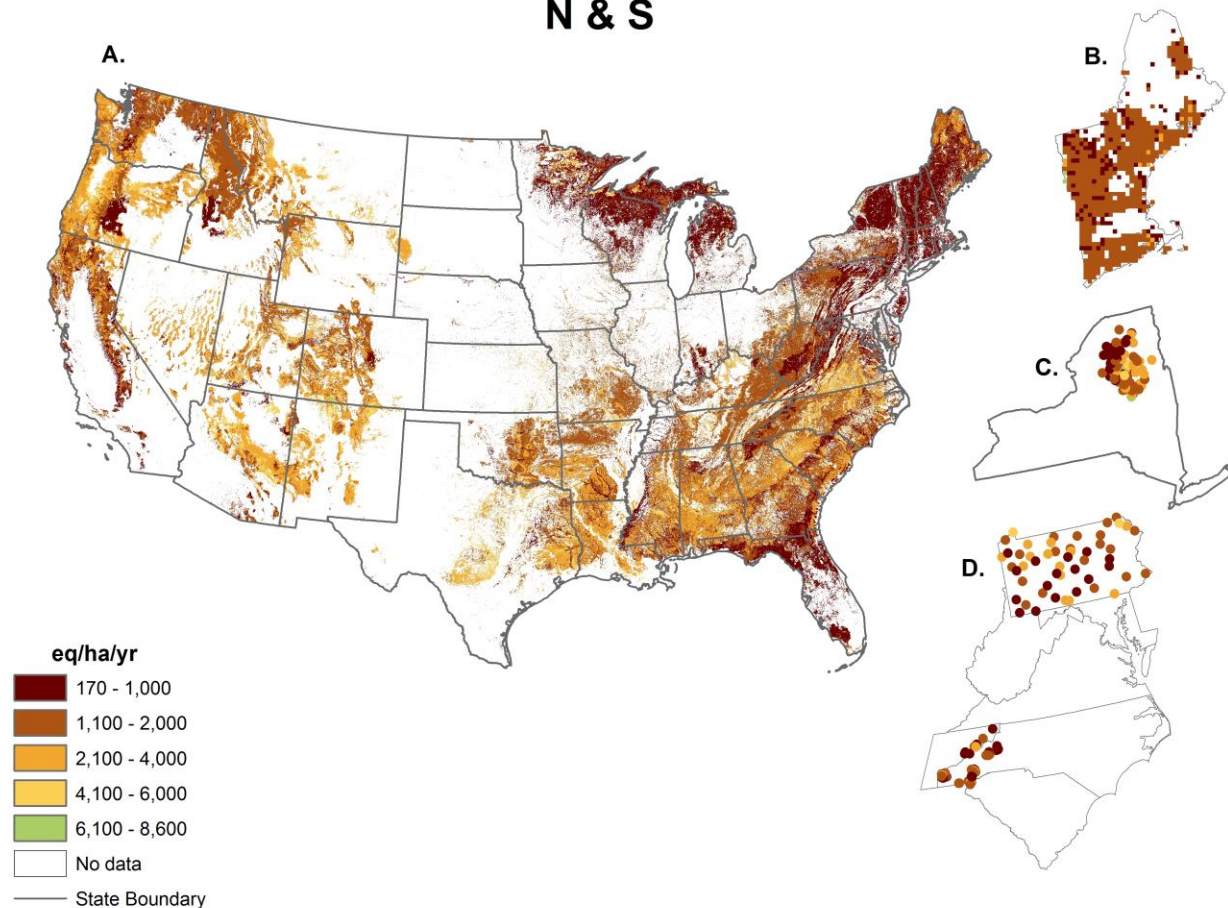 N & S
A.
B.
C.
D.
eq/ha/yr
170 - 1,000
1,100 - 2,000
2,100 - 4,000
4,100 - 6,000
6,100 - 8,600
No data
State Boundary